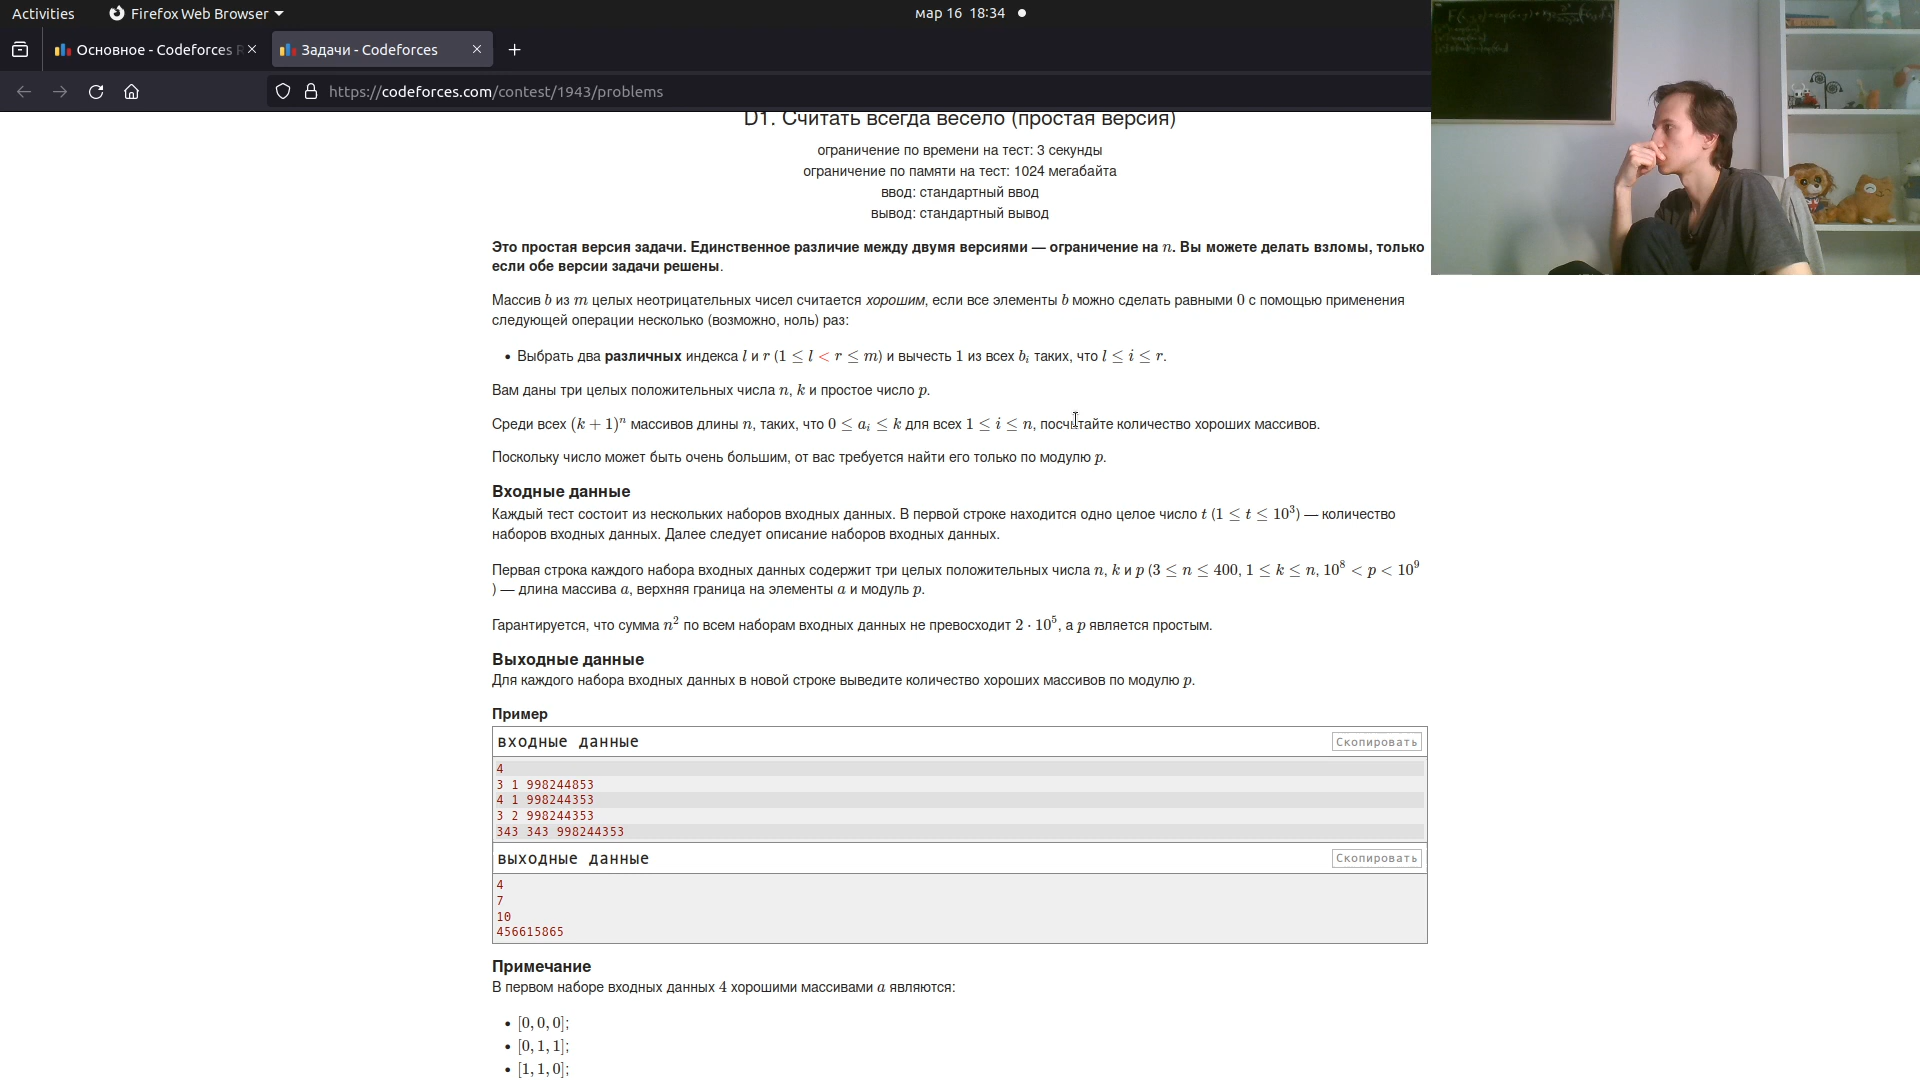 Activities
Firefox Web Browser
мар 16 18:34
Основное - Codeforces R
Задачи - Codeforces
https://codeforces.com/contest/1943/problems
D1. Считать всегда весело (простая версия)
ограничение по времени на тест: 3 секунды
ограничение по памяти на тест: 1024 мегабайта
ввод: стандартный ввод
вывод: стандартный вывод
Это простая версия задачи. Единственное различие между двумя версиями — ограничение на n. Вы можете делать взломы, только
если обе версии задачи решены.
Массив b из m целых неотрицательных чисел считается хорошим, если все элементы b можно сделать равными 0 с помощью применения
следующей операции несколько (возможно, ноль) раз:
• Выбрать два различных индекса l и r (1 ≤ l < r ≤ m) и вычесть 1 из всех b_i таких, что l ≤ i ≤ r.
Вам даны три целых положительных числа n, k и простое число p.
Среди всех (k + 1)^n массивов длины n, таких, что 0 ≤ a_i ≤ k для всех 1 ≤ i ≤ n, посчитайте количество хороших массивов.
Поскольку число может быть очень большим, от вас требуется найти его только по модулю p.
Входные данные
Каждый тест состоит из нескольких наборов входных данных. В первой строке находится одно целое число t (1 ≤ t ≤ 10^3) — количество
наборов входных данных. Далее следует описание наборов входных данных.
Первая строка каждого набора входных данных содержит три целых положительных числа n, k и p (3 ≤ n ≤ 400, 1 ≤ k ≤ n, 10^8 < p < 10^9
) — длина массива a, верхняя граница на элементы a и модуль p.
Гарантируется, что сумма n^2 по всем наборам входных данных не превосходит 2 · 10^5, а p является простым.
Выходные данные
Для каждого набора входных данных в новой строке выведите количество хороших массивов по модулю p.
Пример
входные данные
Скопировать
4
3 1 998244853
4 1 998244353
3 2 998244353
343 343 998244353
выходные данные
Скопировать
4
7
10
456615865
Примечание
В первом наборе входных данных 4 хорошими массивами a являются:
• [0, 0, 0];
• [0, 1, 1];
• [1, 1, 0];